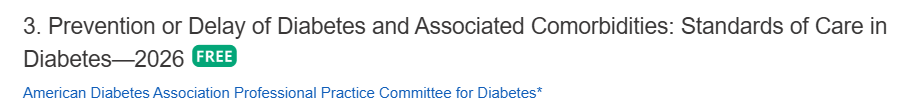 3. Prevention or Delay of Diabetes and Associated Comorbidities: Standards of Care in
Diabetes—2026 FREE
American Diabetes Association Professional Practice Committee for Diabetes*